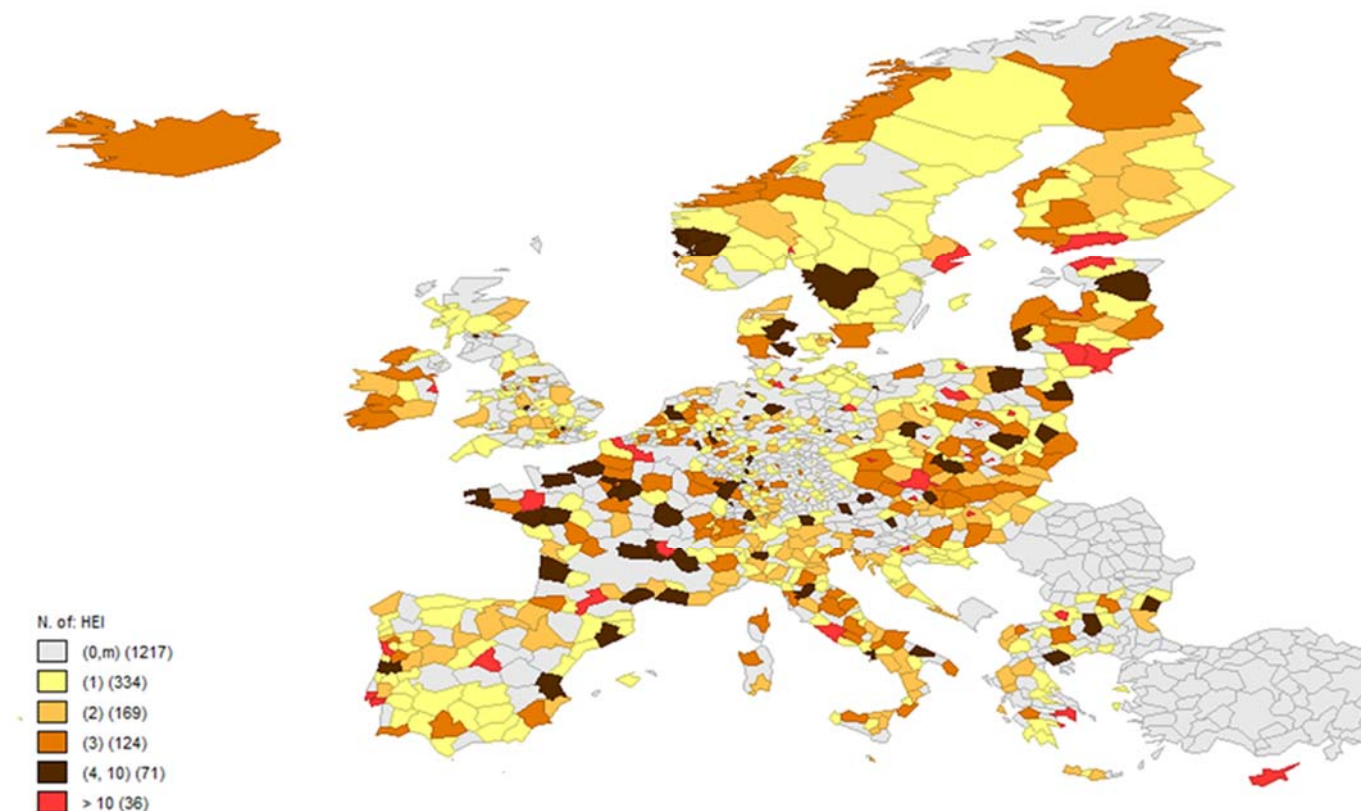 N. of: HEI
(0,m) (1217)
(1) (334)
(2) (169)
(3) (124)
(4, 10) (71)
> 10 (36)